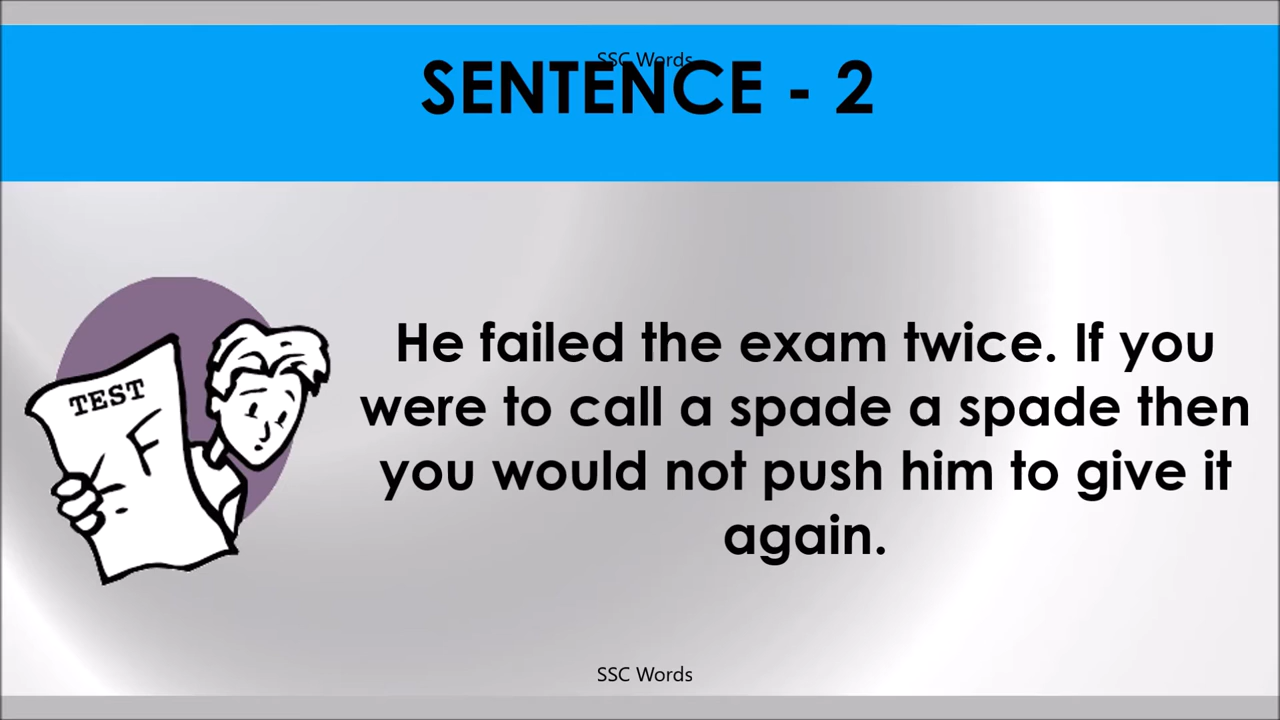 SSC Words
SENTENCE - 2
TEST
F
He failed the exam twice. If you
were to call a spade a spade then
you would not push him to give it
again.
SSC Words